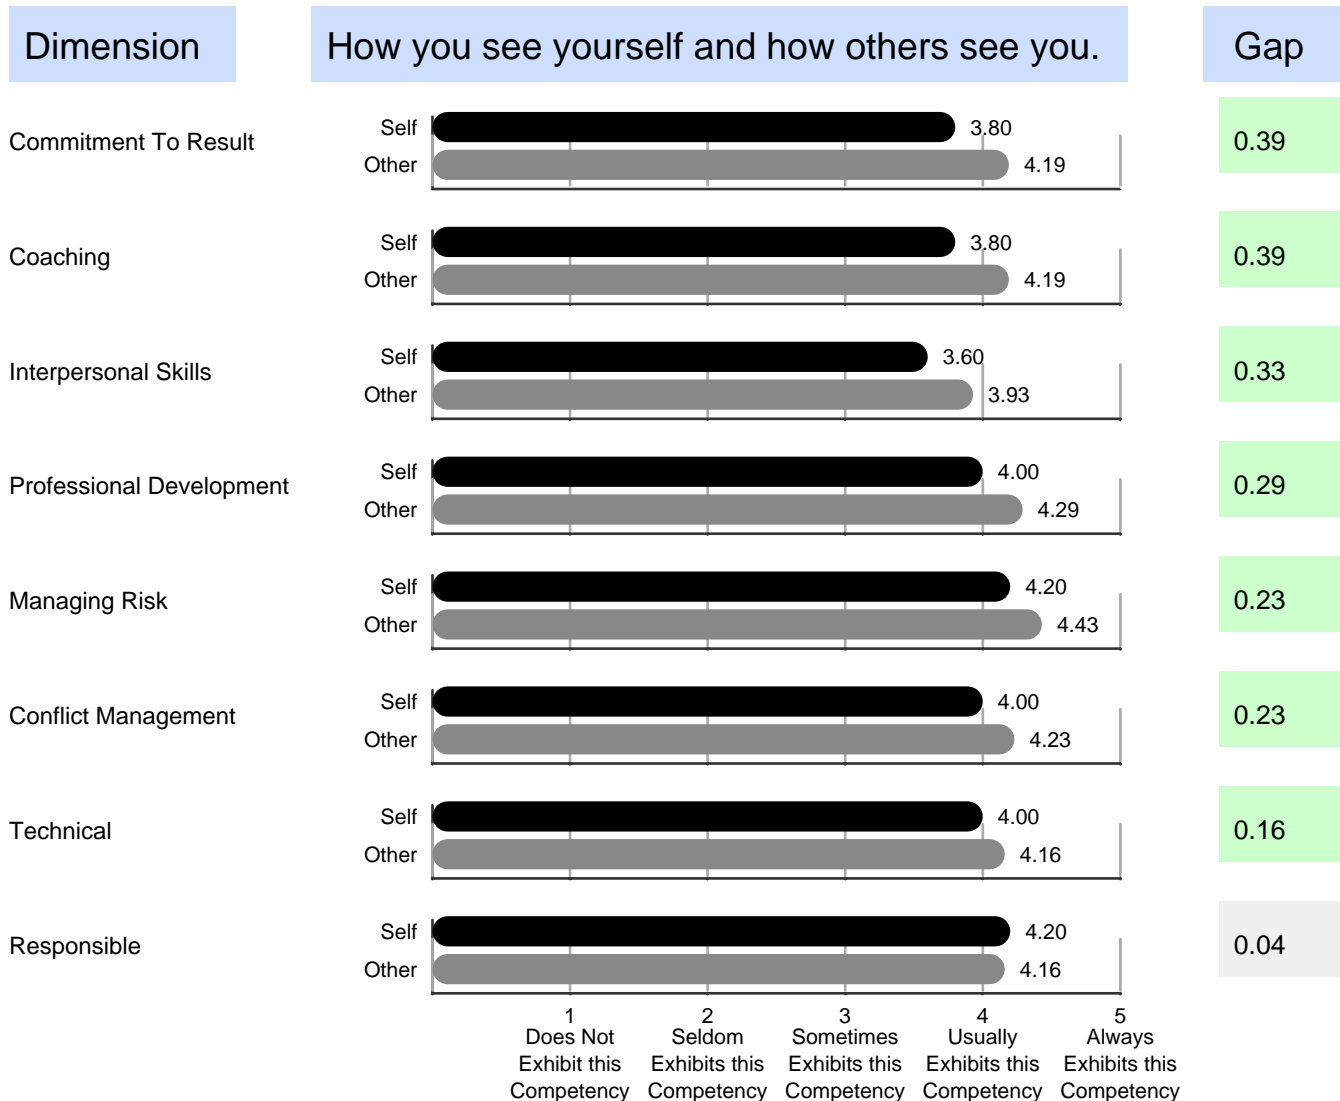 Dimension
How you see yourself and how others see you.
Gap
Commitment To Result
Self
3.80
Other
4.19
0.39
Coaching
Self
3.80
Other
4.19
0.39
Interpersonal Skills
Self
3.60
Other
3.93
0.33
Professional Development
Self
4.00
Other
4.29
0.29
Managing Risk
Self
4.20
Other
4.43
0.23
Conflict Management
Self
4.00
Other
4.23
0.23
Technical
Self
4.00
Other
4.16
0.16
Responsible
Self
4.20
Other
4.16
0.04
1
Does Not
Exhibit this
Competency
2
Seldom
Exhibits this
Competency
3
Sometimes
Exhibits this
Competency
4
Usually
Exhibits this
Competency
5
Always
Exhibits this
Competency